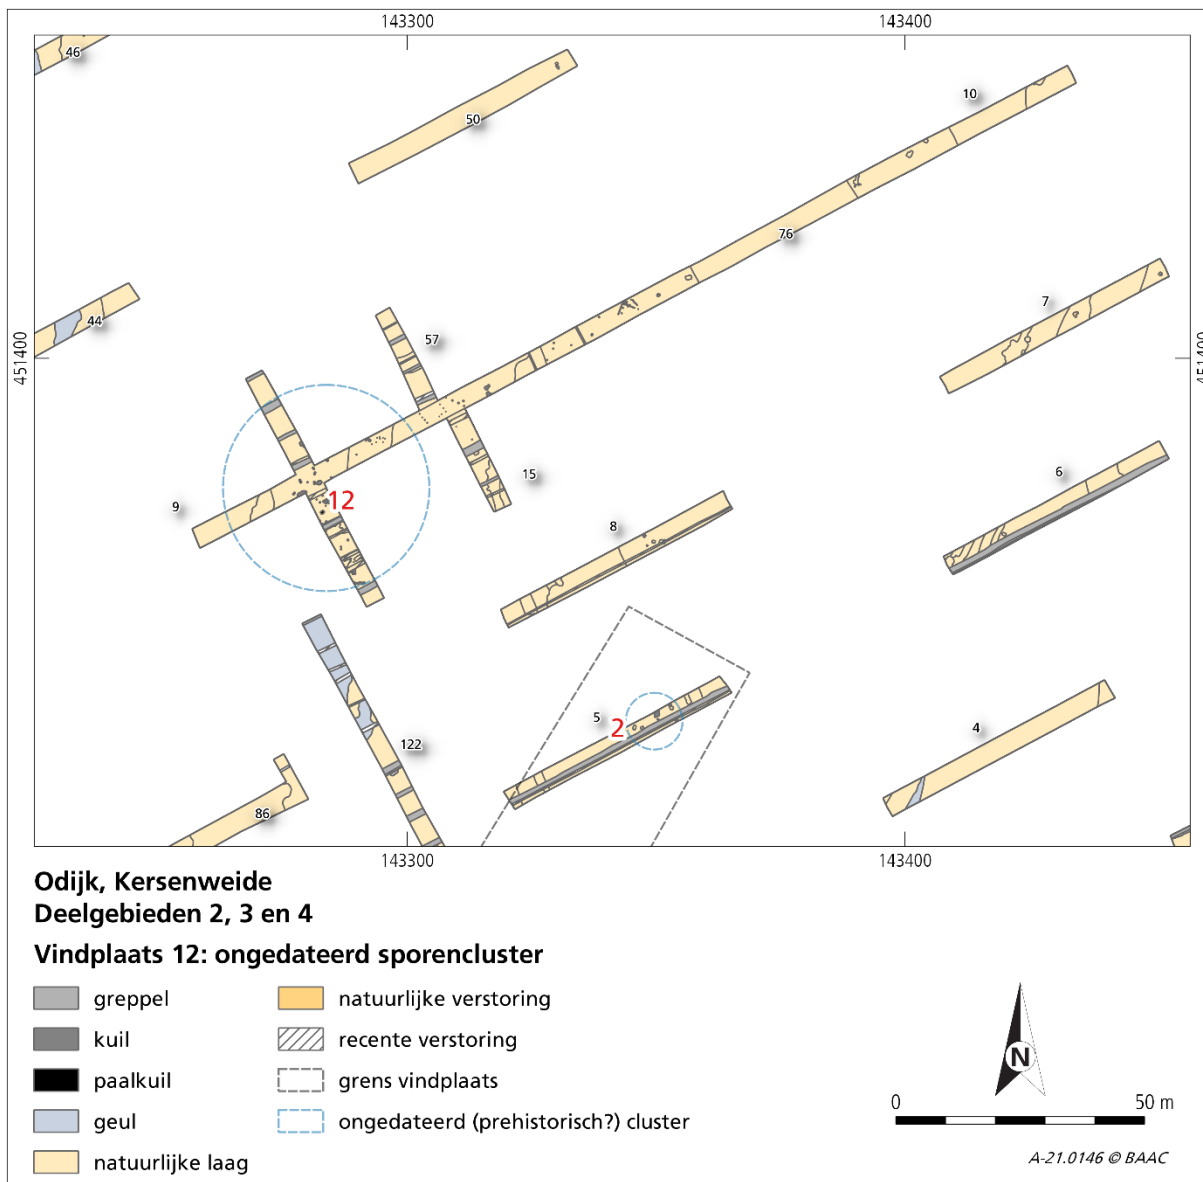 143300
143400
46
50
10
76
7
57
44
451400
451400
15
9
12
8
6
5
2
4
122
86
143300
143400
Odijk, Kersenweide
Deelgebieden 2, 3 en 4
Vindplaats 12: ongedateerd sporencluster
greppel
kuil
paalkuil
geul
natuurlijke laag
natuurlijke verstoring
recente verstoring
grens vindplaats
ongedateerd (prehistorisch?) cluster
N
0
50 m
A-21.0146 © BAAC